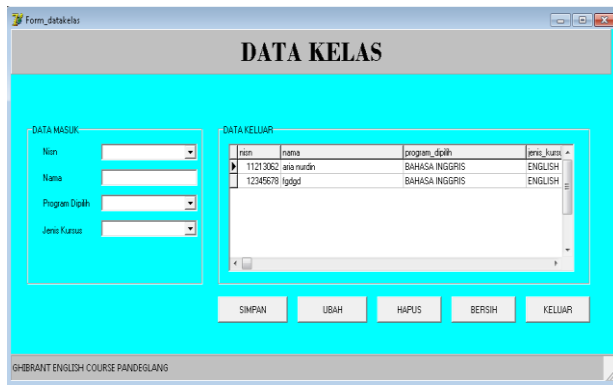 Form_datakelas
DATA KELAS
DATA MASUK
Nisn
Nama
Program Dipilih
Jenis Kursus
DATA KELUAR
nisn nama program_dipilih jenis_kurs
11213062 aria nurdin BAHASA INGGRIS ENGLISH
12345678 fgdgd BAHASA INGGRIS ENGLISH
SIMPAN UBAH HAPUS BERSIH KELUAR
GHIBRANT ENGLISH COURSE PANDEGLANG